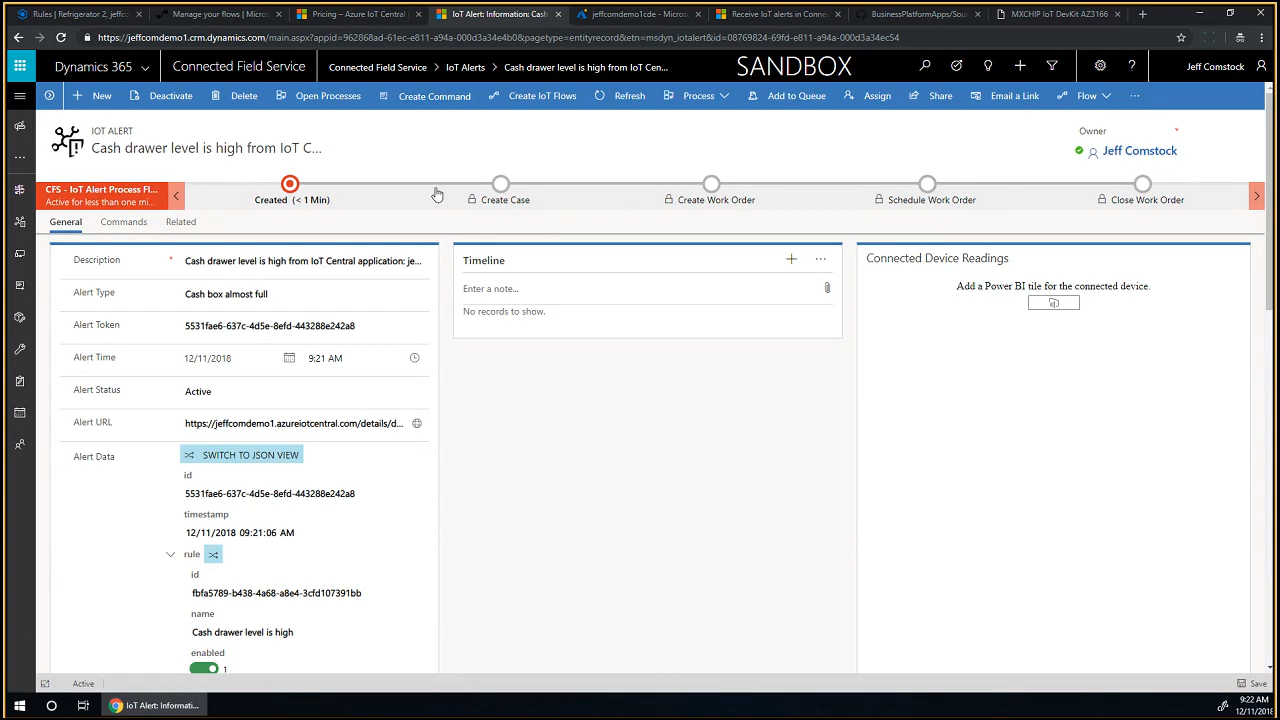 Rules | Refrigerator 2, jeffcom
Manage your flows | Micros
Pricing – Azure IoT Central
IoT Alert: Information: Cash
jeffcomdemo1cde - Micros
Receive IoT alerts in Connec
BusinessPlatformApps/Sou
MXCHIP IoT DevKit AZ3166
https://jeffcomdemo1.crm.dynamics.com/main.aspx?appid=962868ad-61ec-e811-a94a-000d3a34e4b0&pagetype=entityrecord&etn=msdyn_iotalert&id=08769824-69fd-e811-a94a-000d3a34ec54
Dynamics 365
Connected Field Service
Connected Field Service > IoT Alerts > Cash drawer level is high from IoT Cen...
SANDBOX
Jeff Comstock
New
Deactivate
Delete
Open Processes
Create Command
Create IoT Flows
Refresh
Process
Add to Queue
Assign
Share
Email a Link
Flow
IOT ALERT
Cash drawer level is high from IoT C...
Owner *
Jeff Comstock
CFS - IoT Alert Process Fl...
Active for less than one mi...
Created (< 1 Min)
Create Case
Create Work Order
Schedule Work Order
Close Work Order
General
Commands
Related
Description * Cash drawer level is high from IoT Central application: je...
Alert Type Cash box almost full
Alert Token 5531fae6-637c-4d5e-8efd-443288e242a8
Alert Time 12/11/2018 9:21 AM
Alert Status Active
Alert URL https://jeffcomdemo1.azureiotcentral.com/details/d...
Alert Data SWITCH TO JSON VIEW
id
5531fae6-637c-4d5e-8efd-443288e242a8
timestamp
12/11/2018 09:21:06 AM
rule
id
fbfa5789-b438-4a68-a8e4-3cfd107391bb
name
Cash drawer level is high
enabled
1
Timeline
Enter a note...
No records to show.
Connected Device Readings
Add a Power BI tile for the connected device.
Active
Save
IoT Alert: Informati...
9:22 AM
12/11/2018